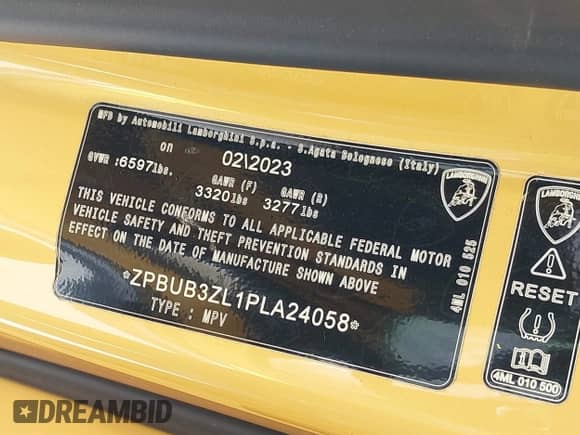 MFD by Automobili Lamborghini S.p.a. - S.Agata Bolognese (Italy)
on 02\2023
GVWR :6597lbs. GAWR (F) GAWR (R)
3320lbs 3277lbs
THIS VEHICLE CONFORMS TO ALL APPLICABLE FEDERAL MOTOR
VEHICLE SAFETY AND THEFT PREVENTION STANDARDS IN
EFFECT ON THE DATE OF MANUFACTURE SHOWN ABOVE
*ZPBUB3ZL1PLA24058*
TYPE : MPV
LAMBORGHINI
4ML 010 525
LAMBORGHINI
RESET
4ML 010 500
DREAMBID